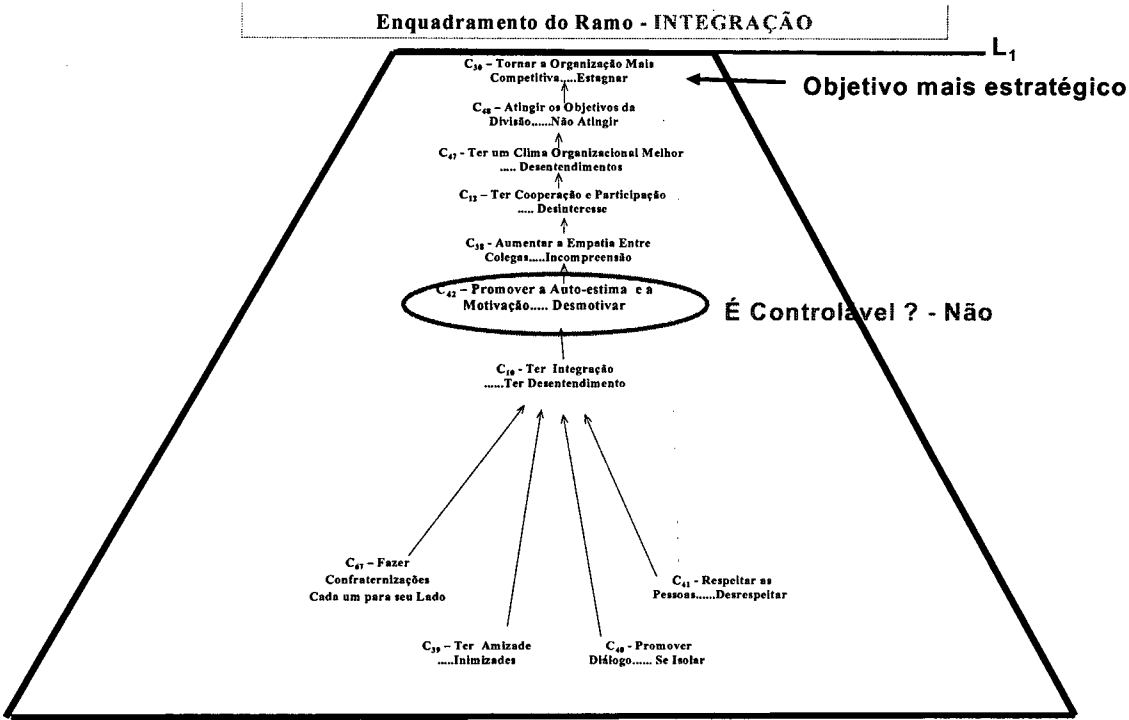 Enquadramento do Ramo - INTEGRAÇÃO
L₁
C₃₀ – Tornar a Organização Mais
Competitiva.....Estagnar
Objetivo mais estratégico
C₄₈ – Atingir os Objetivos da
Divisão......Não Atingir
C₄₇ - Ter um Clima Organizacional Melhor
..... Desentendimentos
C₁₂ – Ter Cooperação e Participação
..... Desinteresse
C₃₈ - Aumentar a Empatia Entre
Colegas.....Incompreensão
C₄₂ – Promover a Auto-estima e a
Motivação..... Desmotivar
É Controlável ? - Não
C₁₀ - Ter Integração
......Ter Desentendimento
C₆₇ – Fazer
Confraternizações
Cada um para seu Lado
C₄₁ - Respeitar as
Pessoas......Desrespeitar
C₃₉ – Ter Amizade
.....Inimizades
C₄₀ - Promover
Diálogo...... Se Isolar